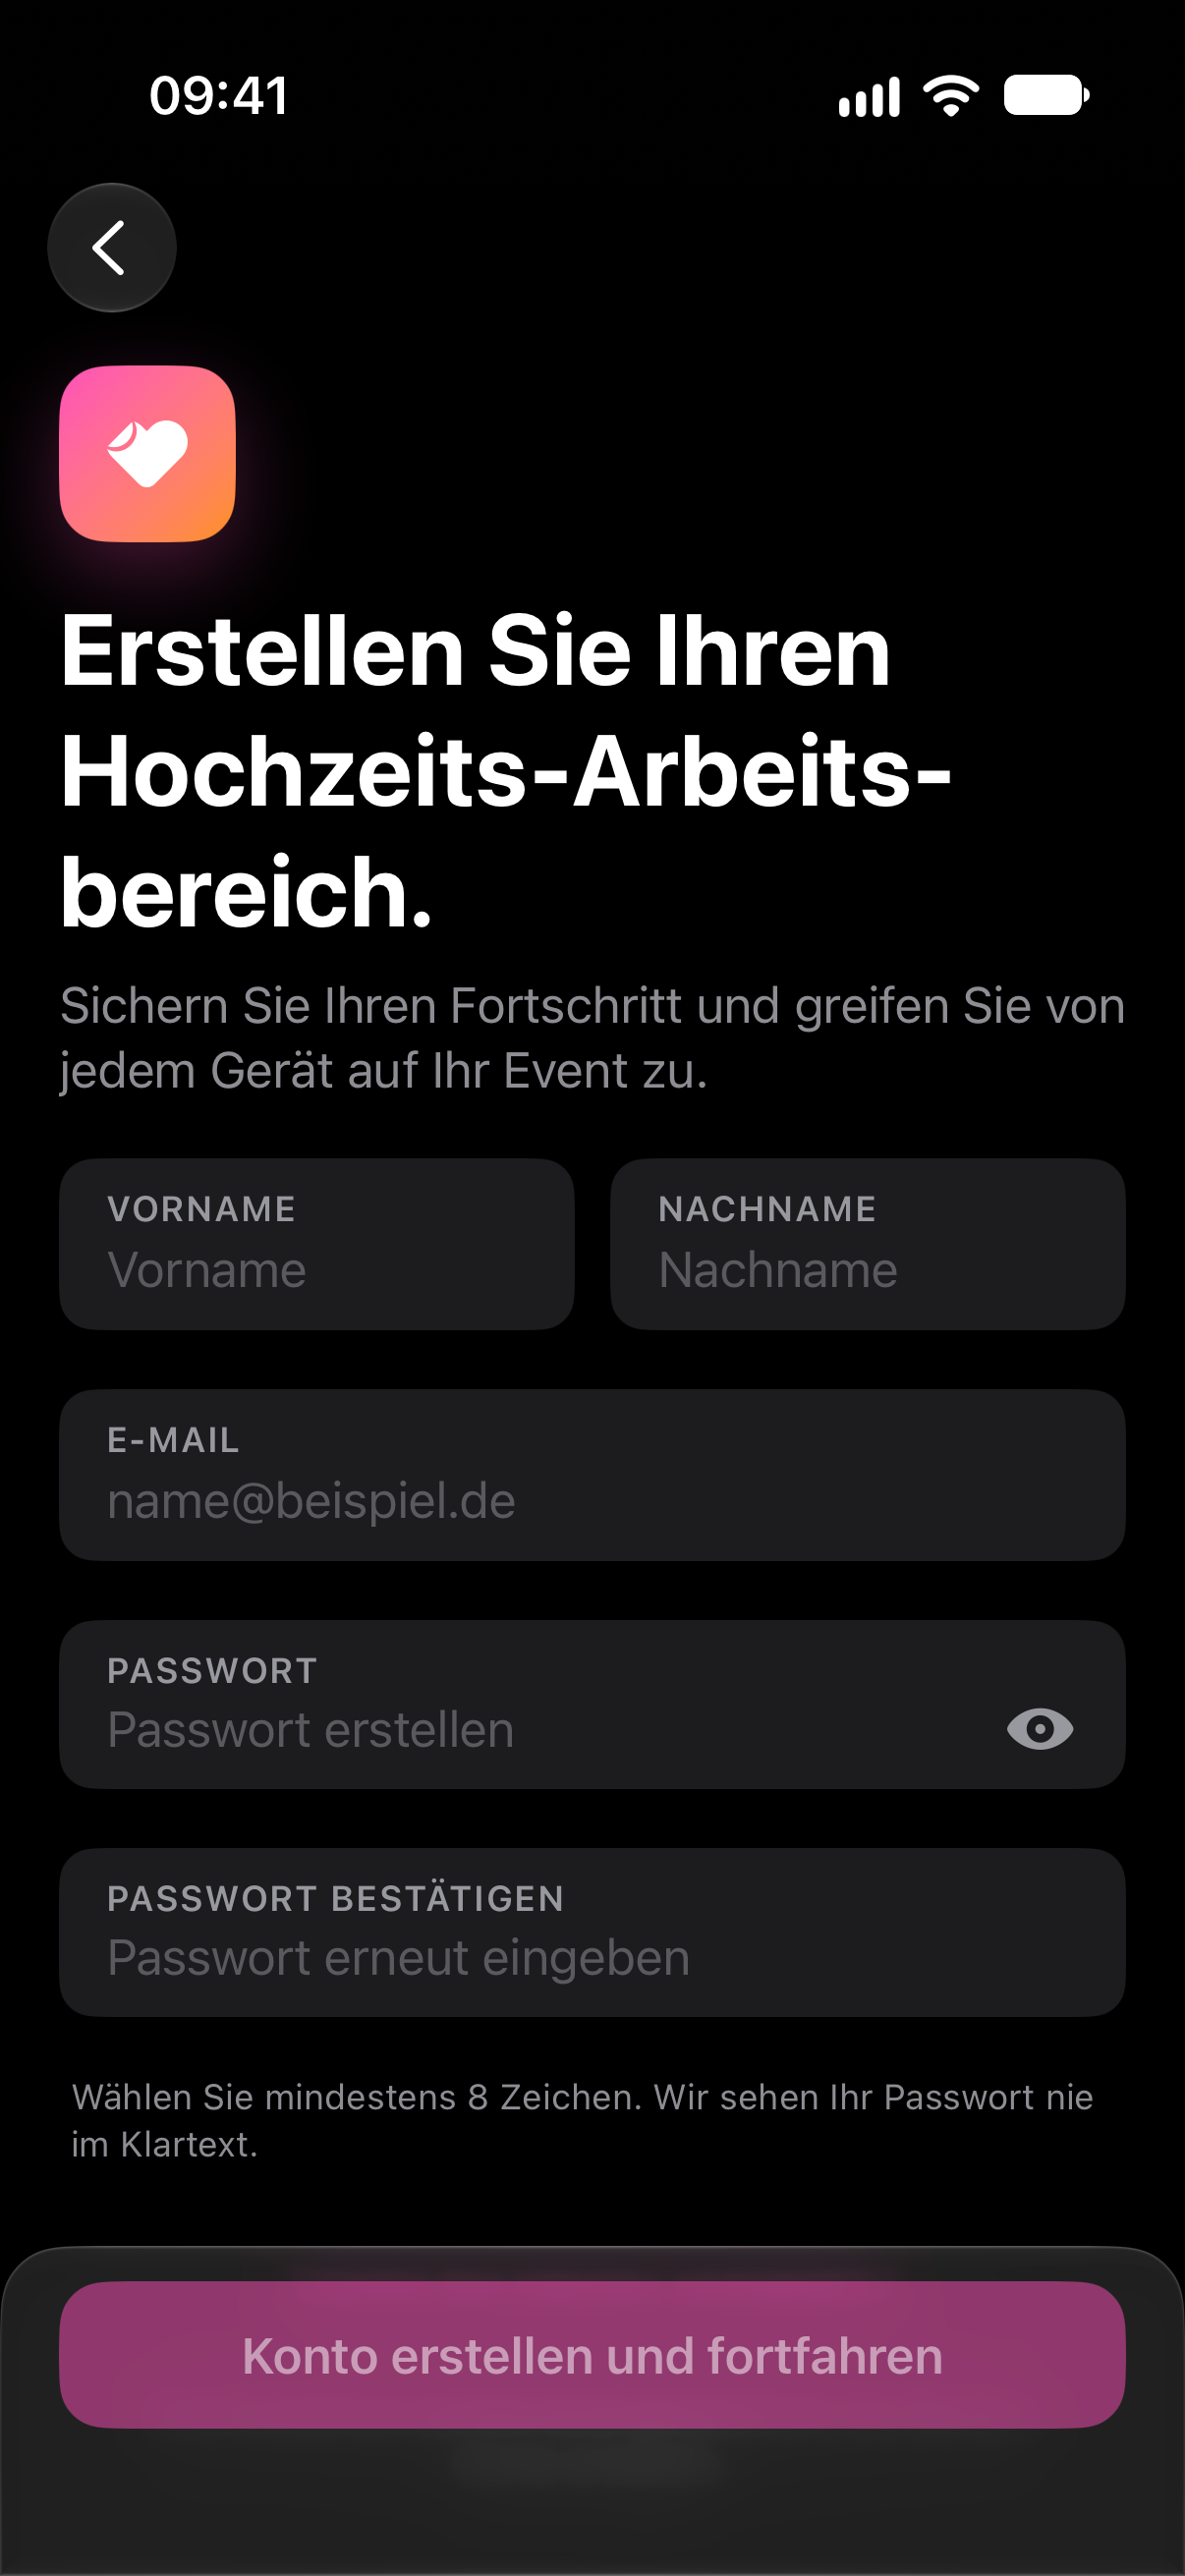 09:41
Erstellen Sie Ihren
Hochzeits-Arbeits-
bereich.
Sichern Sie Ihren Fortschritt und greifen Sie von
jedem Gerät auf Ihr Event zu.
VORNAME
Vorname
NACHNAME
Nachname
E-MAIL
name@beispiel.de
PASSWORT
Passwort erstellen
PASSWORT BESTÄTIGEN
Passwort erneut eingeben
Wählen Sie mindestens 8 Zeichen. Wir sehen Ihr Passwort nie
im Klartext.
Konto erstellen und fortfahren